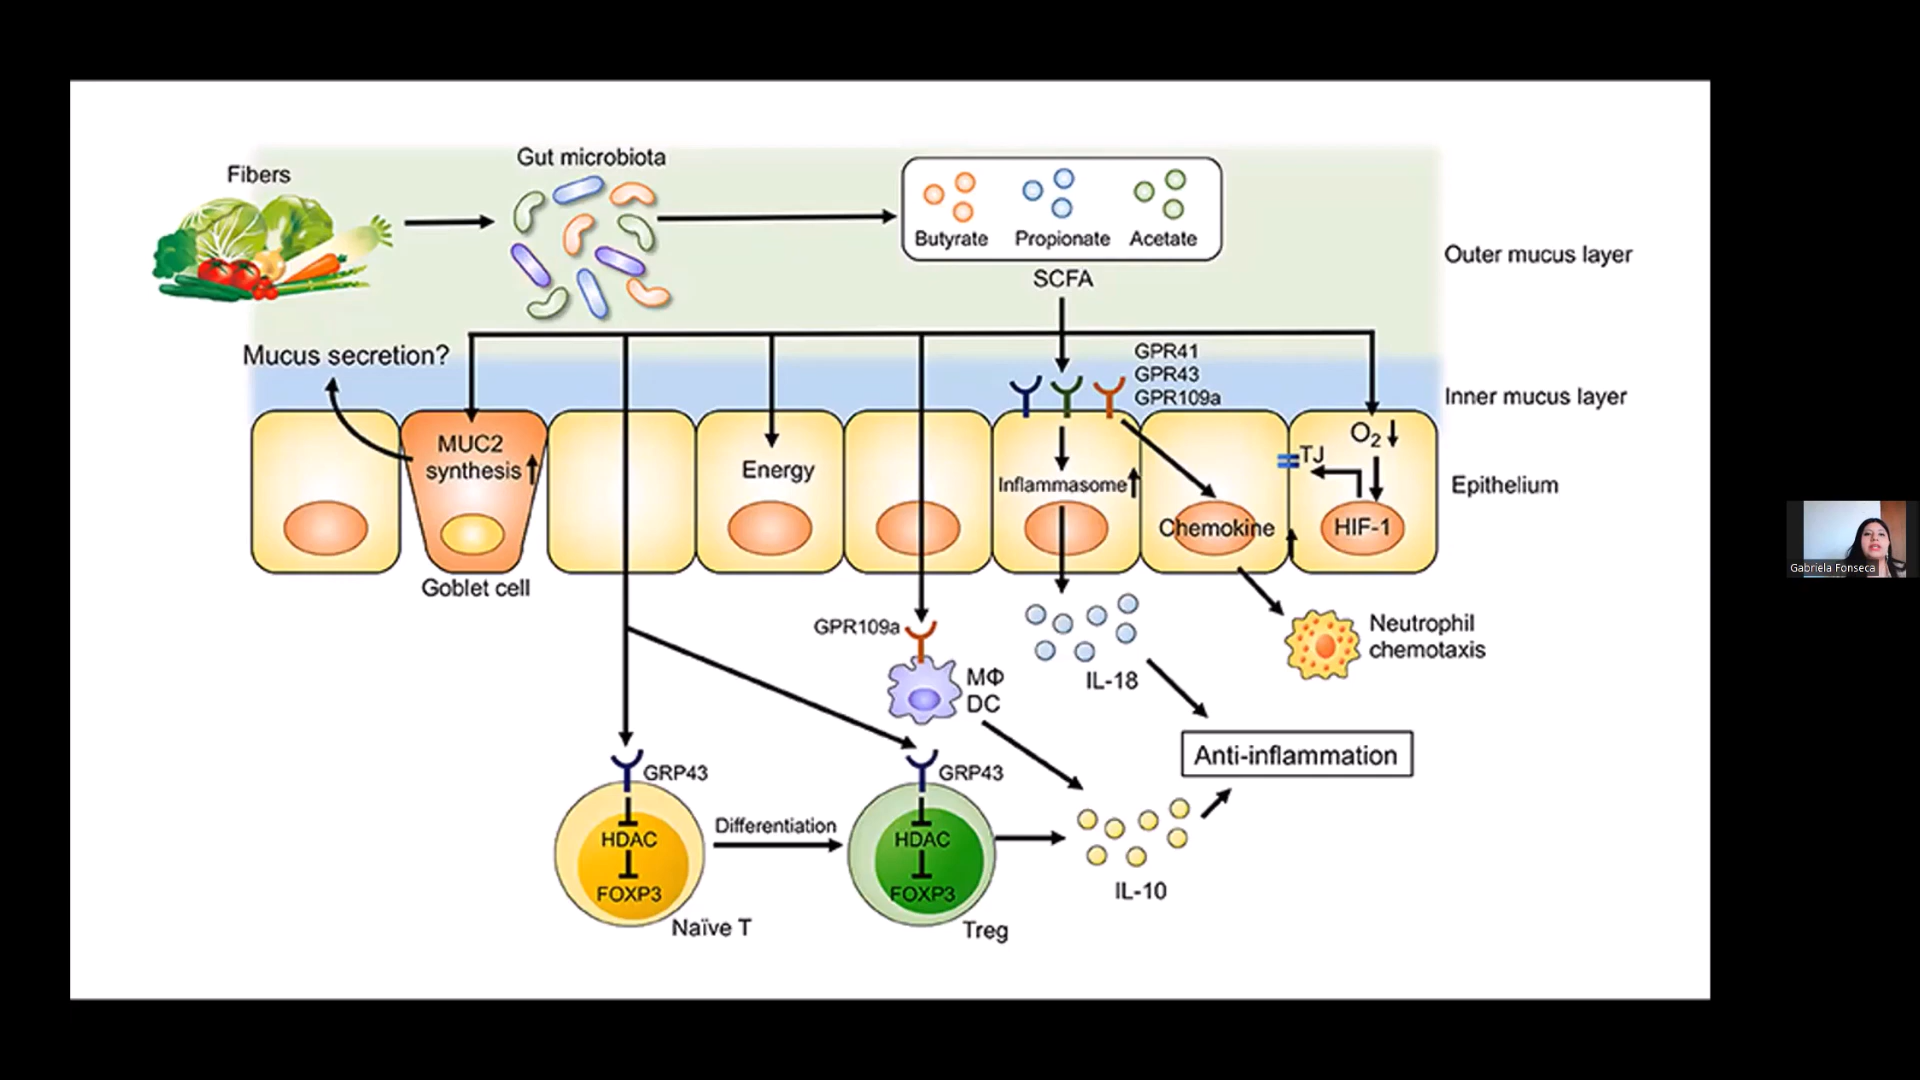 Fibers
Gut microbiota
Butyrate
Propionate
Acetate
SCFA
Outer mucus layer
Mucus secretion?
GPR41
GPR43
GPR109a
Inner mucus layer
MUC2
synthesis
Goblet cell
Energy
Inflammasome
Chemokine
O2
TJ
HIF-1
Epithelium
GPR109a
MΦ
DC
IL-18
Neutrophil
chemotaxis
Anti-inflammation
GRP43
HDAC
FOXP3
Naïve T
Differentiation
GRP43
HDAC
FOXP3
Treg
IL-10
Gabriela Fonseca